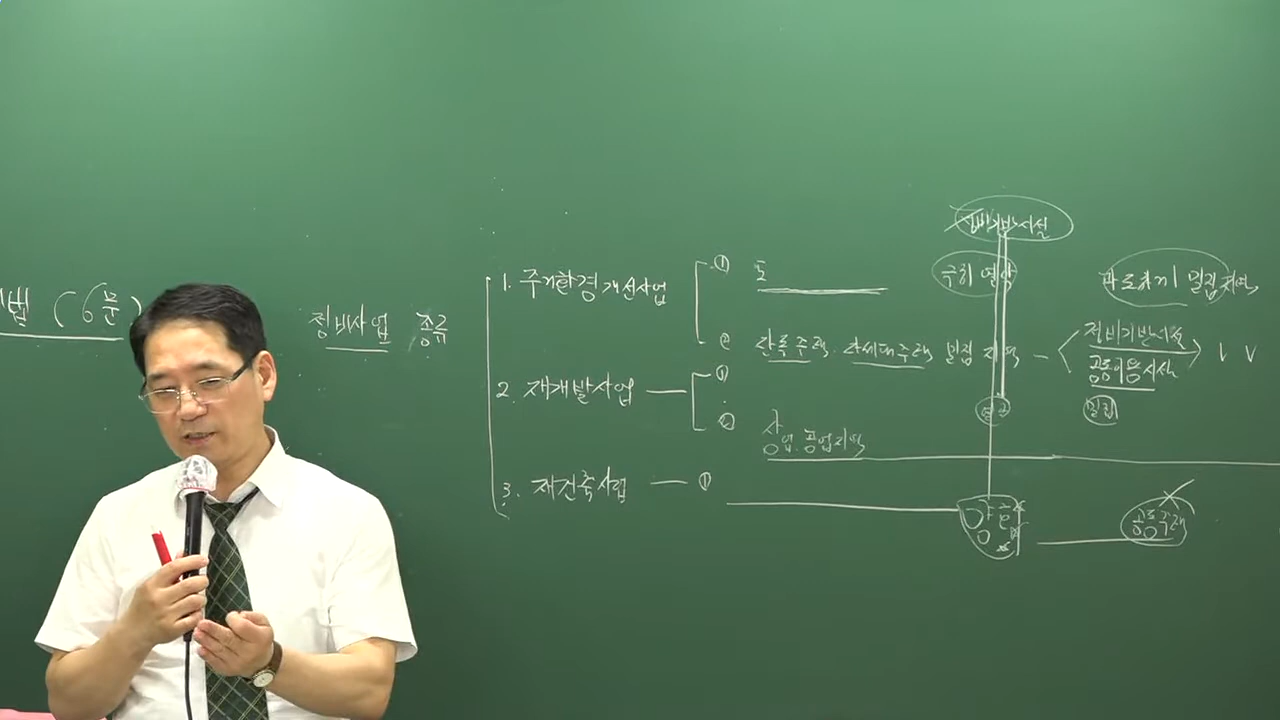 법 (6문)
정비사업 종류
정비기반시설
1. 주거환경개선사업
① 도
극히 열악
과도하게 밀집 지역
② 단독주택. 다세대주택 밀집 지역 - < 정비기반시설
공동이용시설 >
2. 재개발사업 - ①
열악
밀집
②
상업.공업지역
3. 재건축사업 - ①
양호
공동주택